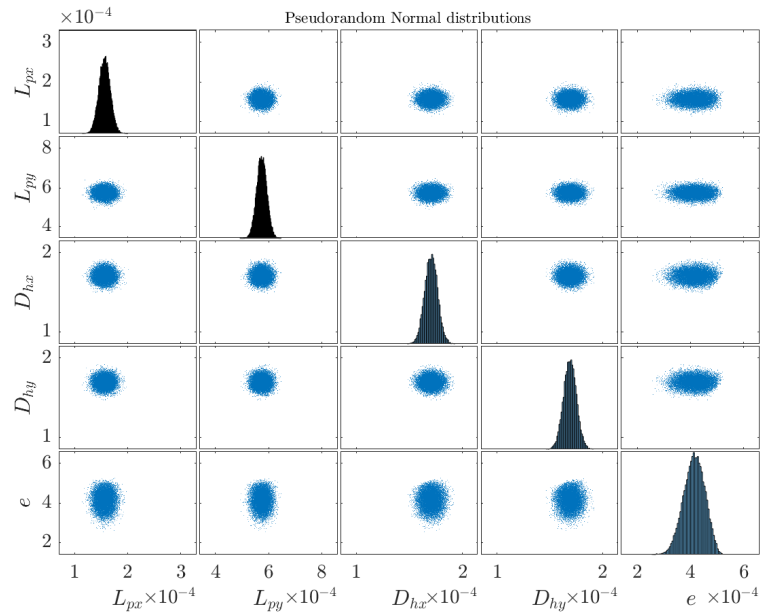 ×10⁻⁴ Pseudorandom Normal distributions
3
2
1
L_px
8
6
4
L_py
2
1
D_hx
2
1
D_hy
6
4
2
e
1 2 3 4 6 8 1 2 1 2 2 4 6
L_px ×10⁻⁴ L_py ×10⁻⁴ D_hx ×10⁻⁴ D_hy ×10⁻⁴ e ×10⁻⁴